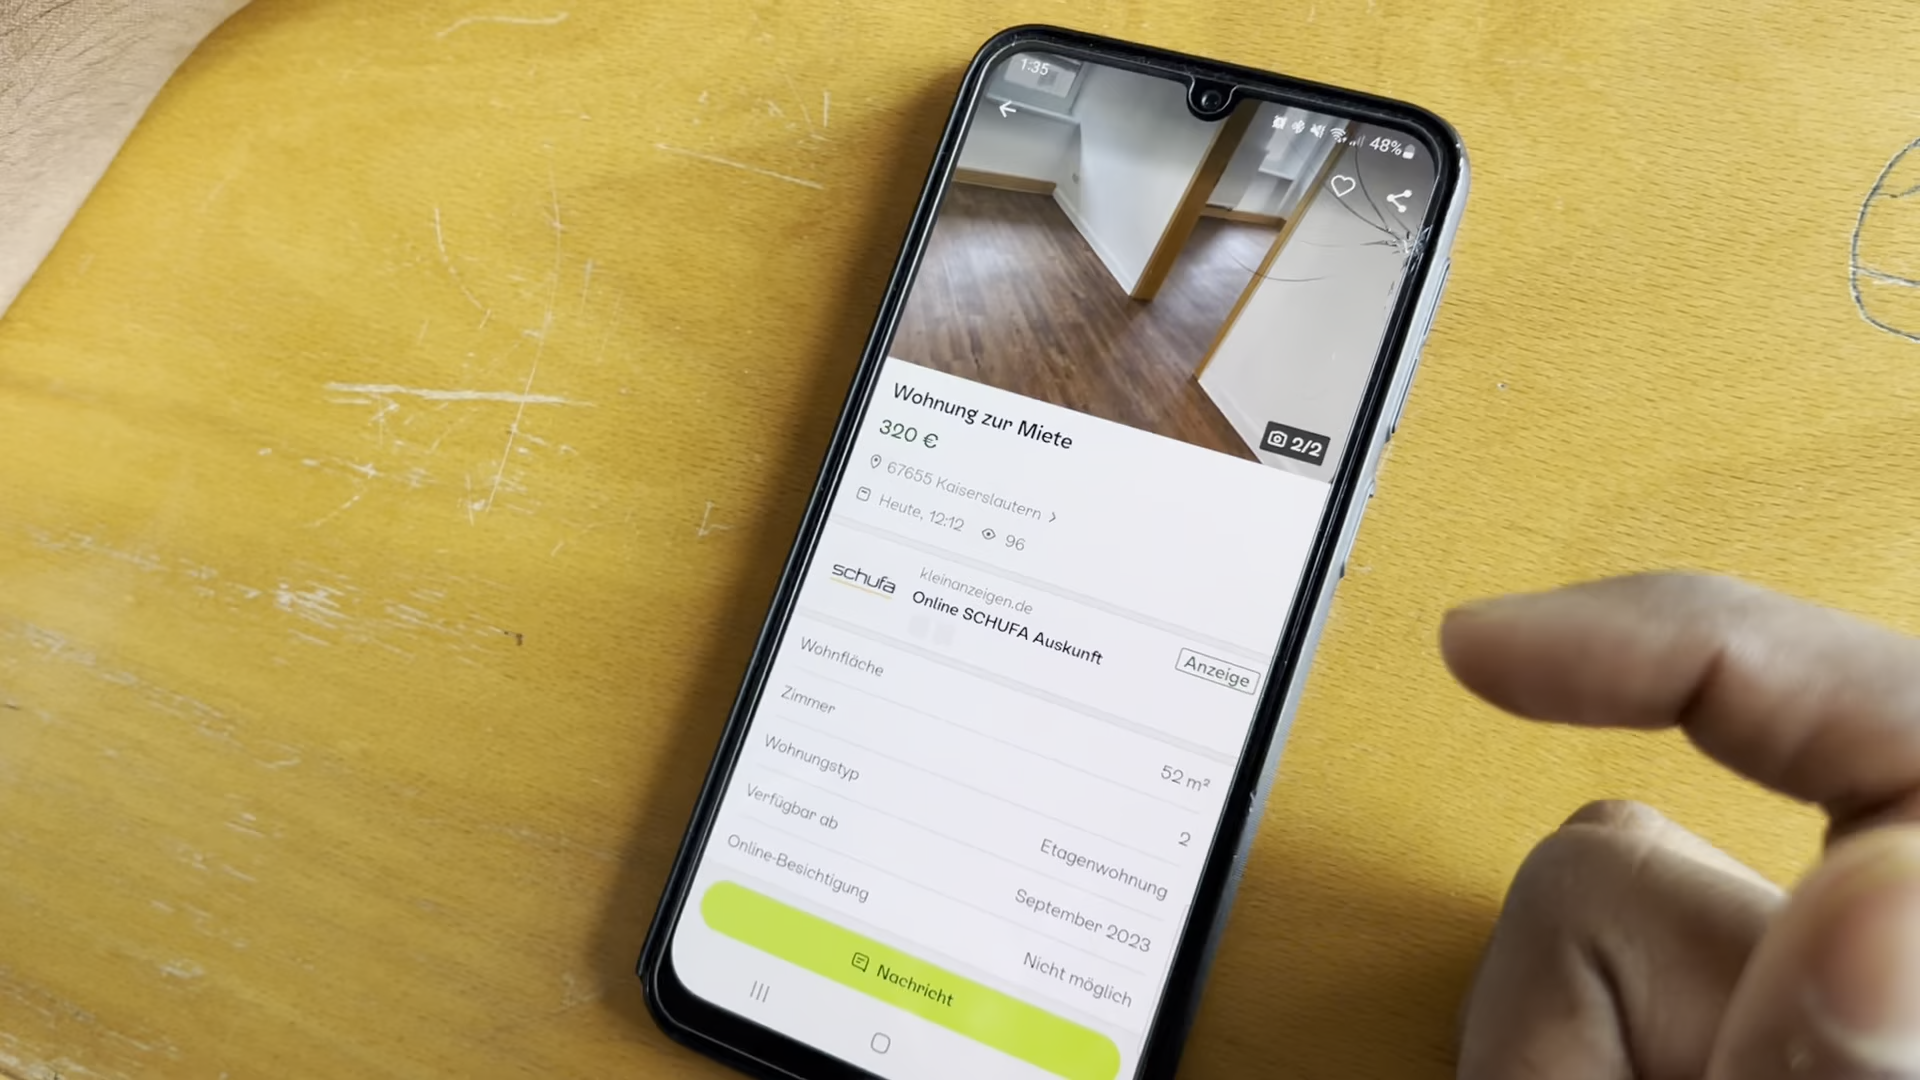 1:35
48%
2/2
Wohnung zur Miete
320 €
67655 Kaiserslautern
Heute, 12:12 96
schufa
kleinanzeigen.de
Online SCHUFA Auskunft
Anzeige
Wohnfläche 52 m²
Zimmer 2
Wohnungstyp Etagenwohnung
Verfügbar ab September 2023
Online-Besichtigung Nicht möglich
Nachricht